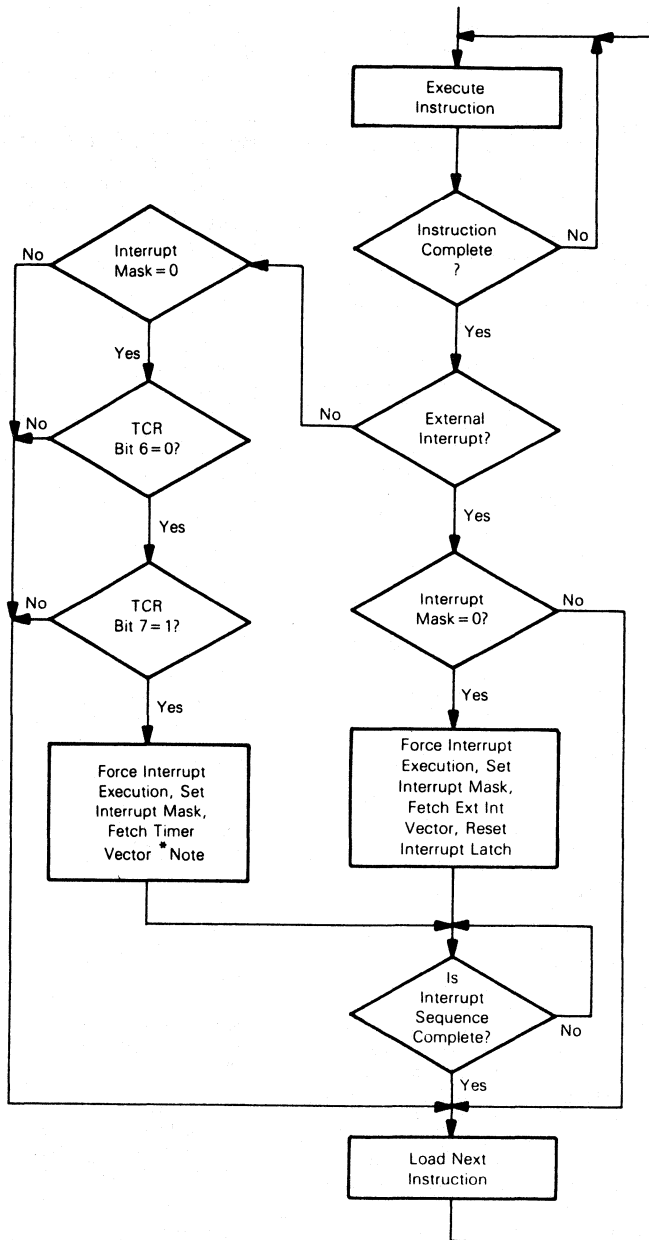 Execute
Instruction
Instruction
Complete
?
No
Yes
Interrupt
Mask = 0
No
Yes
External
Interrupt?
No
Yes
TCR
Bit 6 = 0?
No
Yes
Interrupt
Mask = 0?
No
Yes
TCR
Bit 7 = 1?
No
Yes
Force Interrupt
Execution, Set
Interrupt Mask,
Fetch Timer
Vector *Note
Force Interrupt
Execution, Set
Interrupt Mask,
Fetch Ext Int
Vector, Reset
Interrupt Latch
Is
Interrupt
Sequence
Complete?
No
Yes
Load Next
Instruction